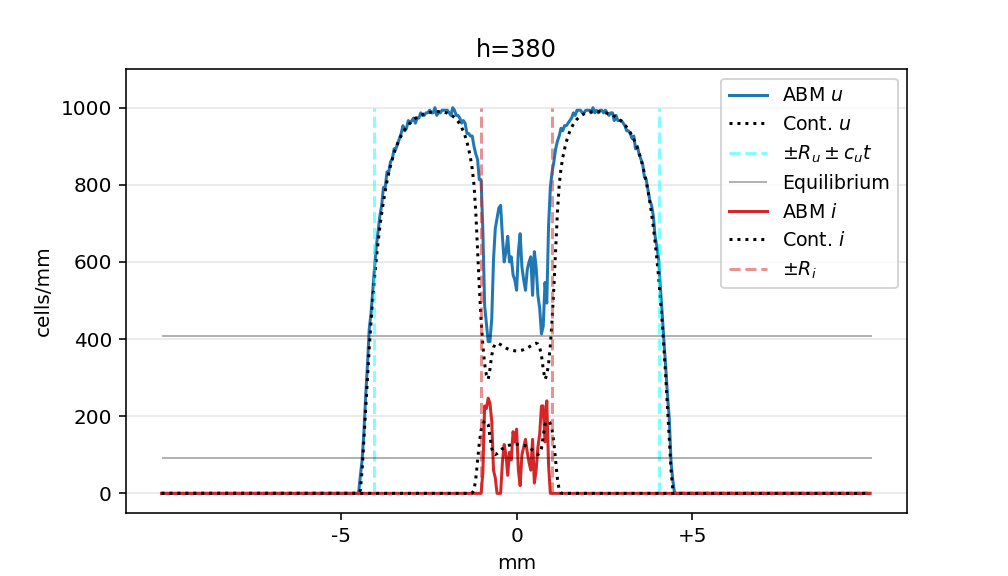 h=380
cells/mm
1000
800
600
400
200
0
-5
0
+5
mm
ABM u
Cont. u
±R_u ± c_u t
Equilibrium
ABM i
Cont. i
±R_i